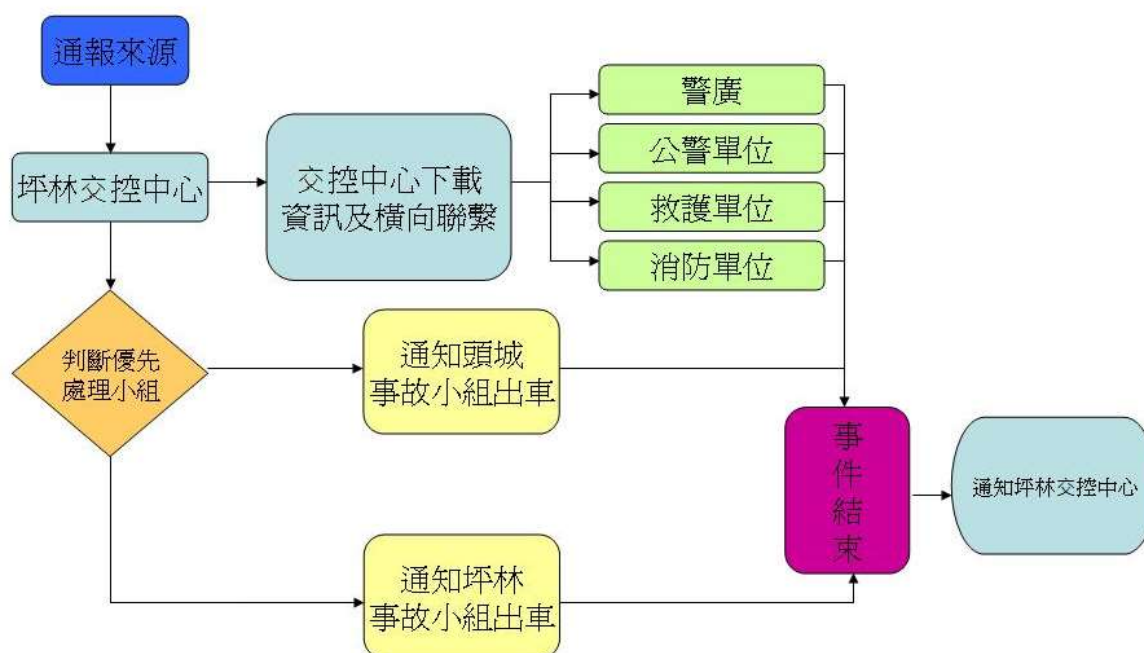 通報來源
坪林交控中心
交控中心下載
資訊及橫向聯繫
警廣
公警單位
救護單位
消防單位
判斷優先
處理小組
通知頭城
事故小組出車
通知坪林
事故小組出車
事件結束
通知坪林交控中心